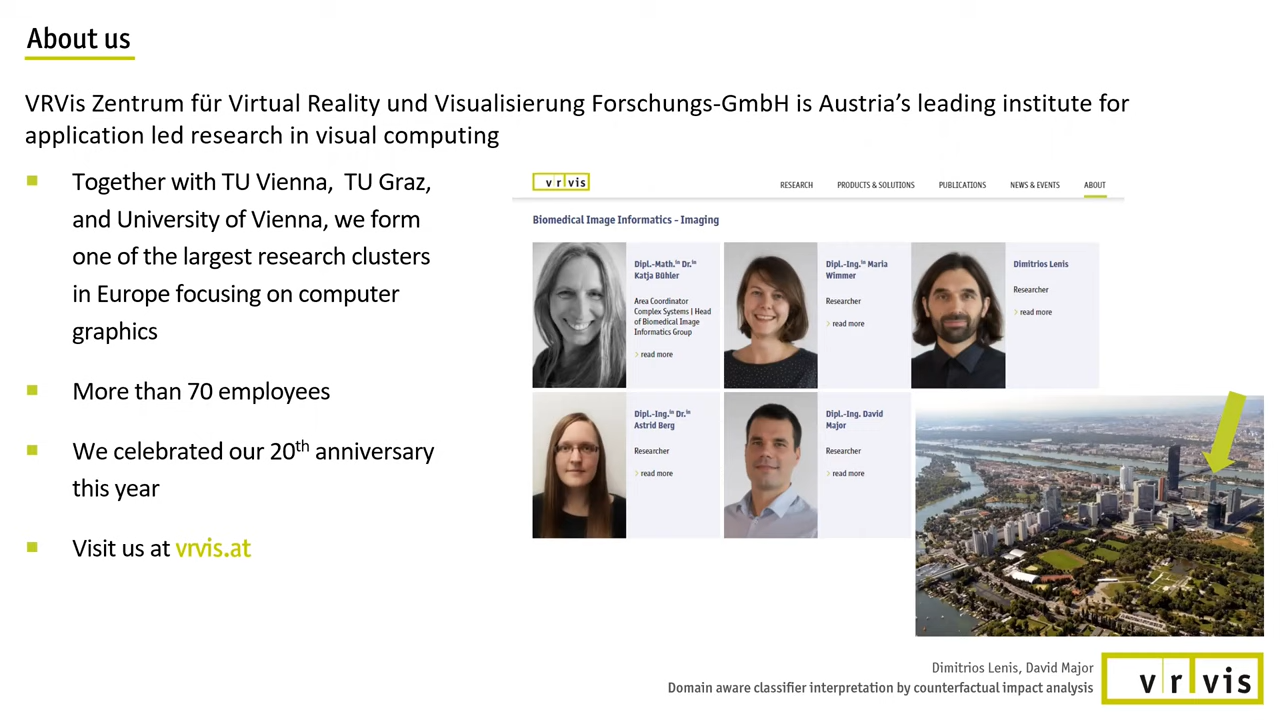 About us
VRVis Zentrum für Virtual Reality und Visualisierung Forschungs-GmbH is Austria’s leading institute for
application led research in visual computing
Together with TU Vienna, TU Graz,
and University of Vienna, we form
one of the largest research clusters
in Europe focusing on computer
graphics
More than 70 employees
We celebrated our 20th anniversary
this year
Visit us at vrvis.at
vrvis
RESEARCH PRODUCTS & SOLUTIONS PUBLICATIONS NEWS & EVENTS ABOUT
Biomedical Image Informatics - Imaging
Dipl.-Math.in Dr.in
Katja Bühler
Area Coordinator
Complex Systems | Head
of Biomedical Image
Informatics Group
> read more
Dipl.-Ing.in Maria
Wimmer
Researcher
> read more
Dimitrios Lenis
Researcher
> read more
Dipl.-Ing.in Dr.in
Astrid Berg
Researcher
> read more
Dipl.-Ing. David
Major
Researcher
> read more
Dimitrios Lenis, David Major
Domain aware classifier interpretation by counterfactual impact analysis
vrvis